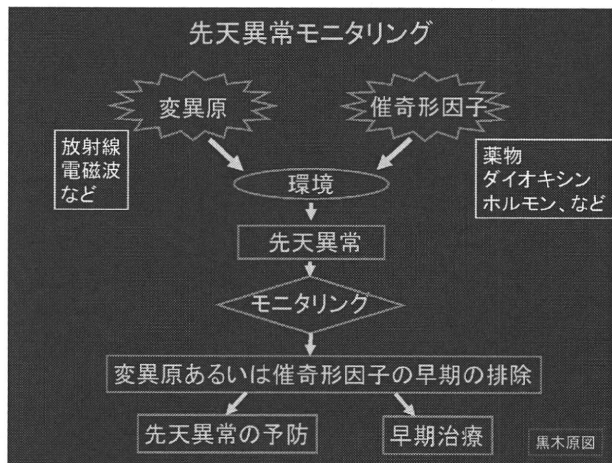 先天異常モニタリング
変異原
催奇形因子
放射線
電磁波
など
薬物
ダイオキシン
ホルモン、など
環境
先天異常
モニタリング
変異原あるいは催奇形因子の早期の排除
先天異常の予防
早期治療
黒木原図